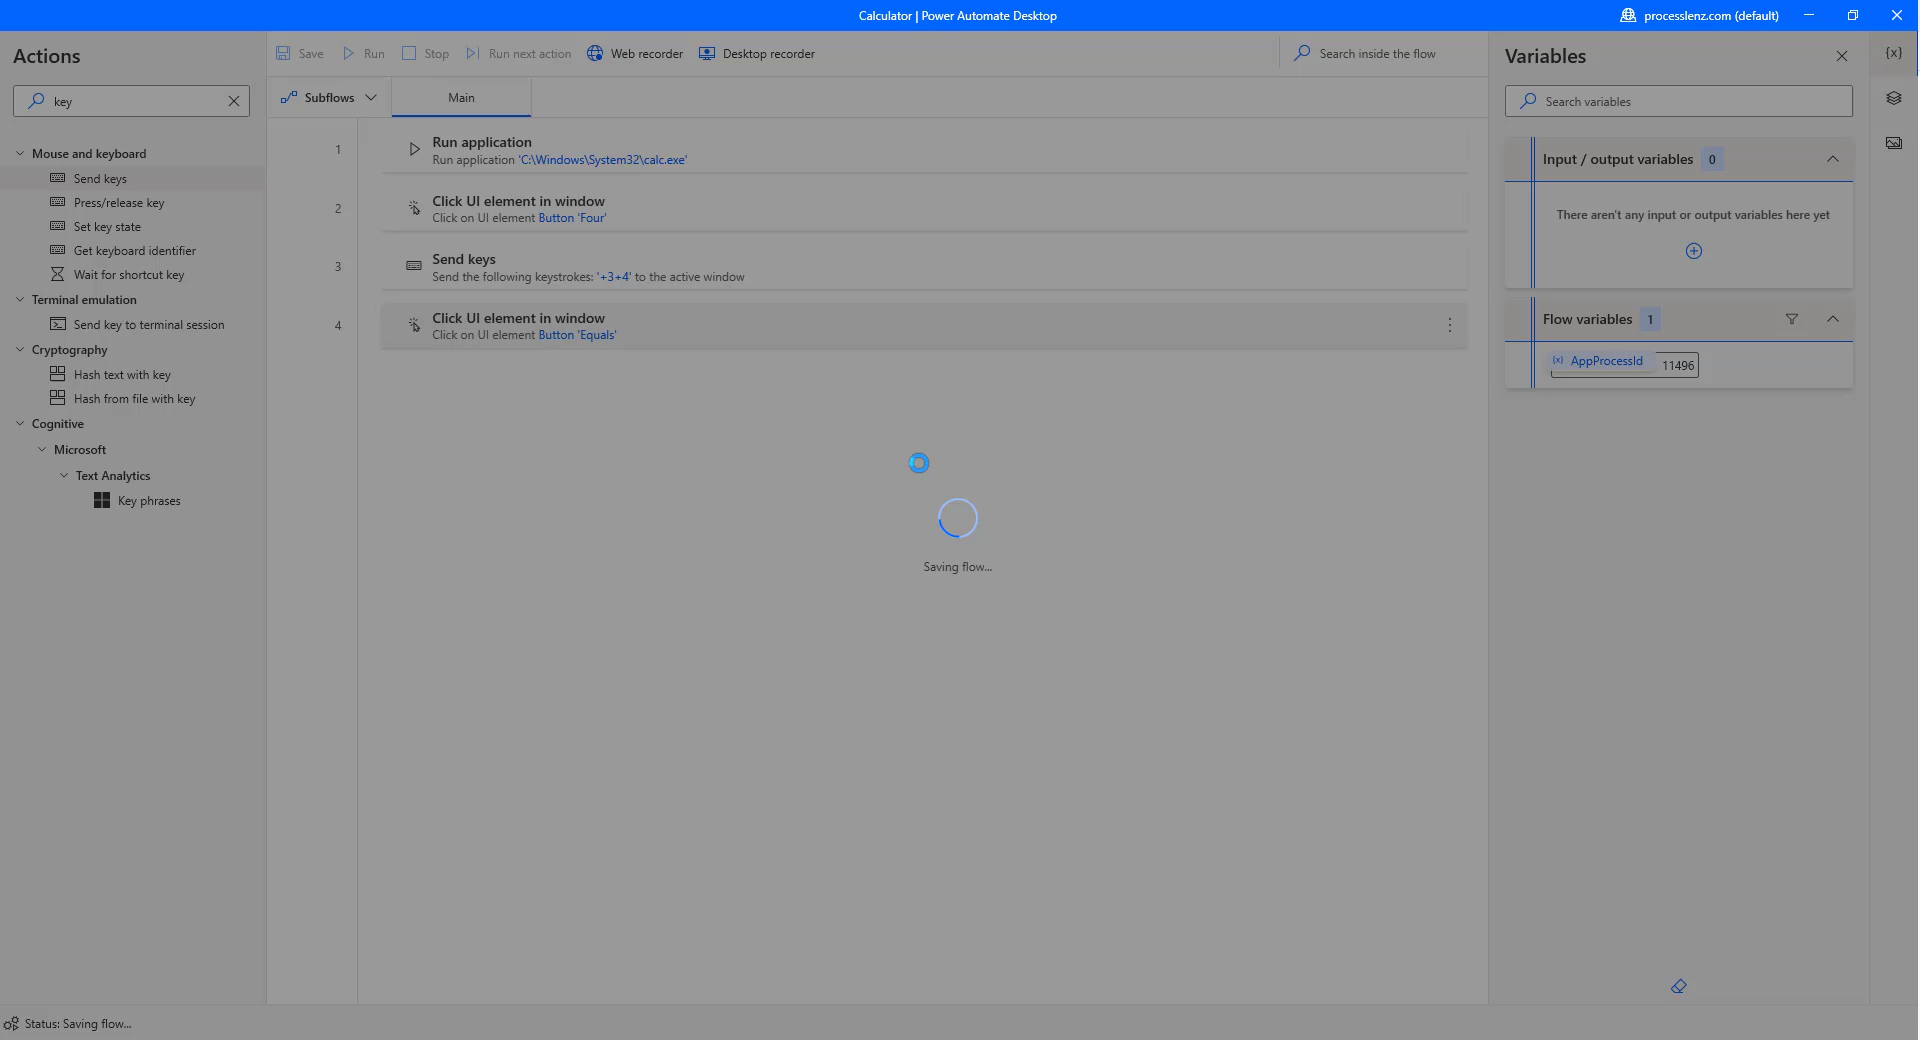 Calculator | Power Automate Desktop
processlenz.com (default)
Actions
key
Mouse and keyboard
Send keys
Press/release key
Set key state
Get keyboard identifier
Wait for shortcut key
Terminal emulation
Send key to terminal session
Cryptography
Hash text with key
Hash from file with key
Cognitive
Microsoft
Text Analytics
Key phrases
Save Run Stop Run next action Web recorder Desktop recorder Search inside the flow
Subflows Main
1 Run application
Run application 'C:\Windows\System32\calc.exe'
2 Click UI element in window
Click on UI element Button 'Four'
3 Send keys
Send the following keystrokes: '+3+4' to the active window
4 Click UI element in window
Click on UI element Button 'Equals'
Saving flow...
Variables
{x}
Search variables
Input / output variables 0
There aren't any input or output variables here yet
Flow variables 1
(x) AppProcessId 11496
Status: Saving flow...